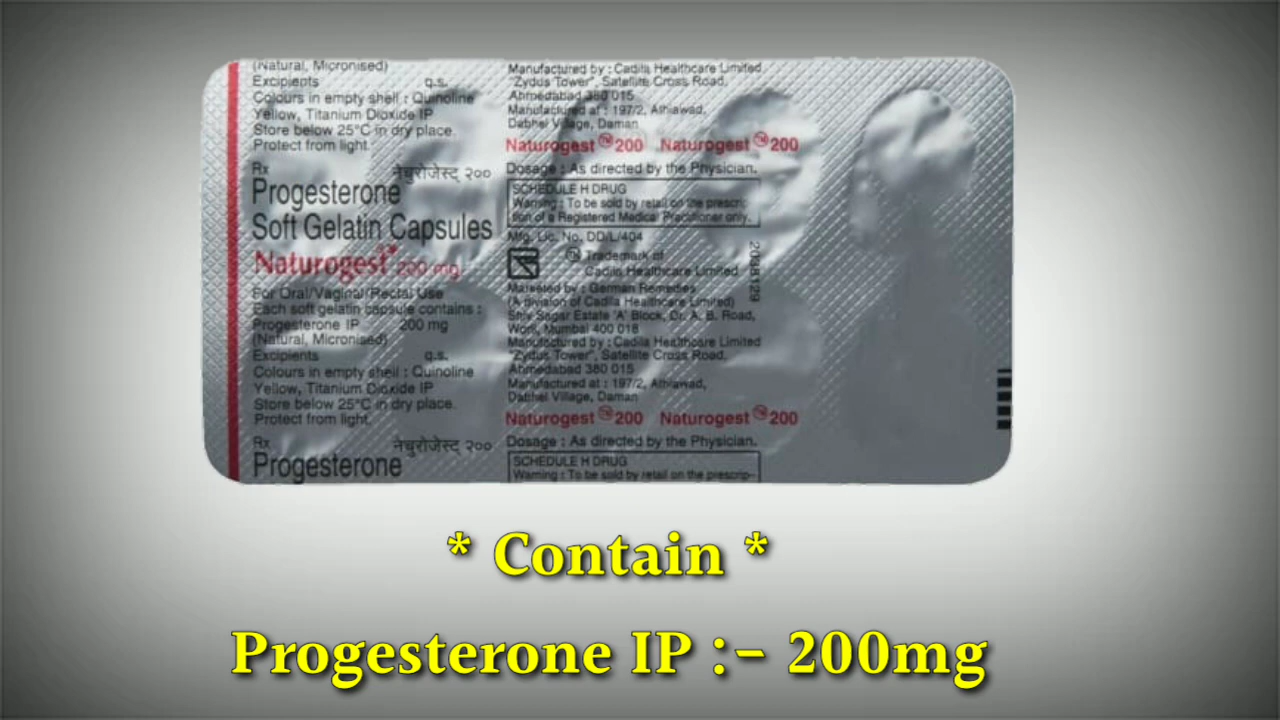 (Natural, Micronised)
Excipients q.s.
Colours in empty shell : Quinoline
Yellow, Titanium Dioxide IP
Store below 25°C in dry place.
Protect from light.
Rx नेचुरोजेस्ट् २००
Progesterone
Soft Gelatin Capsules
Naturogest 200 mg
For Oral/Vaginal/Rectal Use
Each soft gelatin capsule contains :
Progesterone IP 200 mg
(Natural, Micronised)
Excipients q.s.
Colours in empty shell : Quinoline
Yellow, Titanium Dioxide IP
Store below 25°C in dry place.
Protect from light.
Rx नेचुरोजेस्ट् २००
Progesterone
Manufactured by : Cadila Healthcare Limited
"Zydus Tower", Satellite Cross Road,
Ahmedabad 380 015
Manufactured at : 197/2, Athiawad,
Dabhel Village, Daman
Naturogest TM 200 Naturogest TM 200
Dosage : As directed by the Physician.
SCHEDULE H DRUG
Warning : To be sold by retail on the prescrip-
tion of a Registered Medical Practitioner only.
Mfg. Lic. No. DD/L/404
TM Trademark of
Cadila Healthcare Limited
Marketed by : German Remedies
(A division of Cadila Healthcare Limited)
Shiv Sagar Estate 'A' Block, Dr. A. B. Road,
Worli, Mumbai 400 018
Manufactured by : Cadila Healthcare Limited
"Zydus Tower", Satellite Cross Road,
Ahmedabad 380 015
Manufactured at : 197/2, Athiawad,
Dabhel Village, Daman
Naturogest TM 200 Naturogest TM 200
Dosage : As directed by the Physician.
SCHEDULE H DRUG
Warning : To be sold by retail on the prescrip-
* Contain *
Progesterone IP :- 200mg